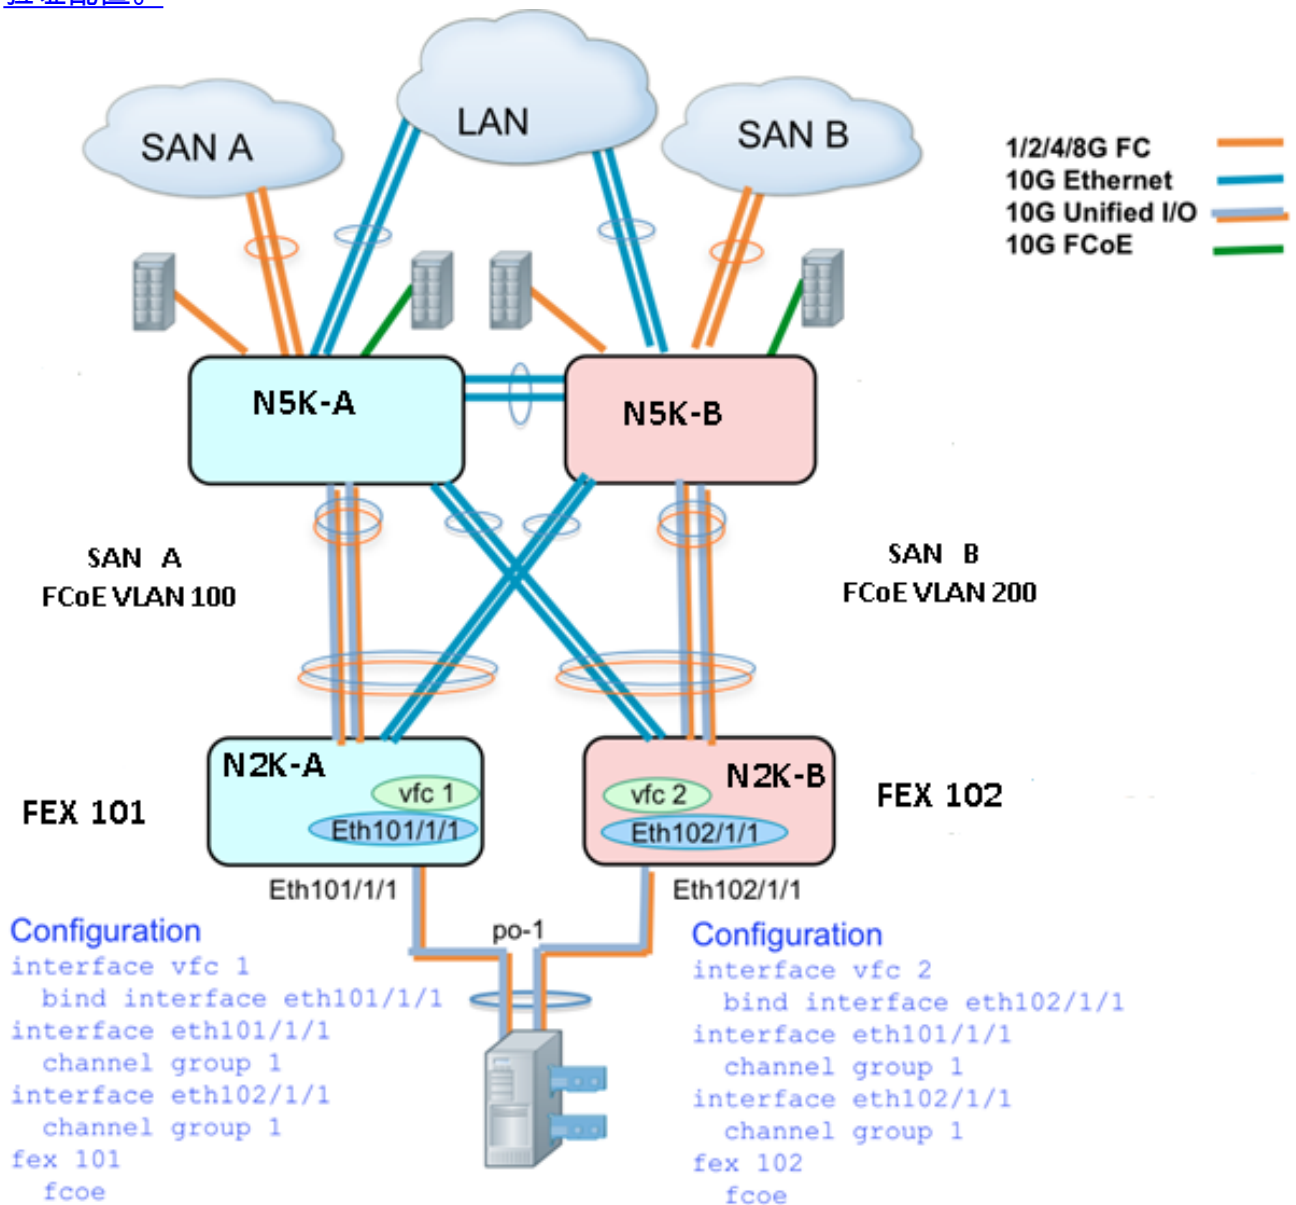 验证配置。
SAN A
LAN
SAN B
1/2/4/8G FC
10G Ethernet
10G Unified I/O
10G FCoE
N5K-A
N5K-B
SAN A
FCoE VLAN 100
SAN B
FCoE VLAN 200
N2K-A
vfc 1
Eth101/1/1
N2K-B
vfc 2
Eth102/1/1
FEX 101
FEX 102
Eth101/1/1
Eth102/1/1
po-1
Configuration
interface vfc 1
bind interface eth101/1/1
interface eth101/1/1
channel group 1
interface eth102/1/1
channel group 1
fex 101
fcoe
Configuration
interface vfc 2
bind interface eth102/1/1
interface eth101/1/1
channel group 1
interface eth102/1/1
channel group 1
fex 102
fcoe